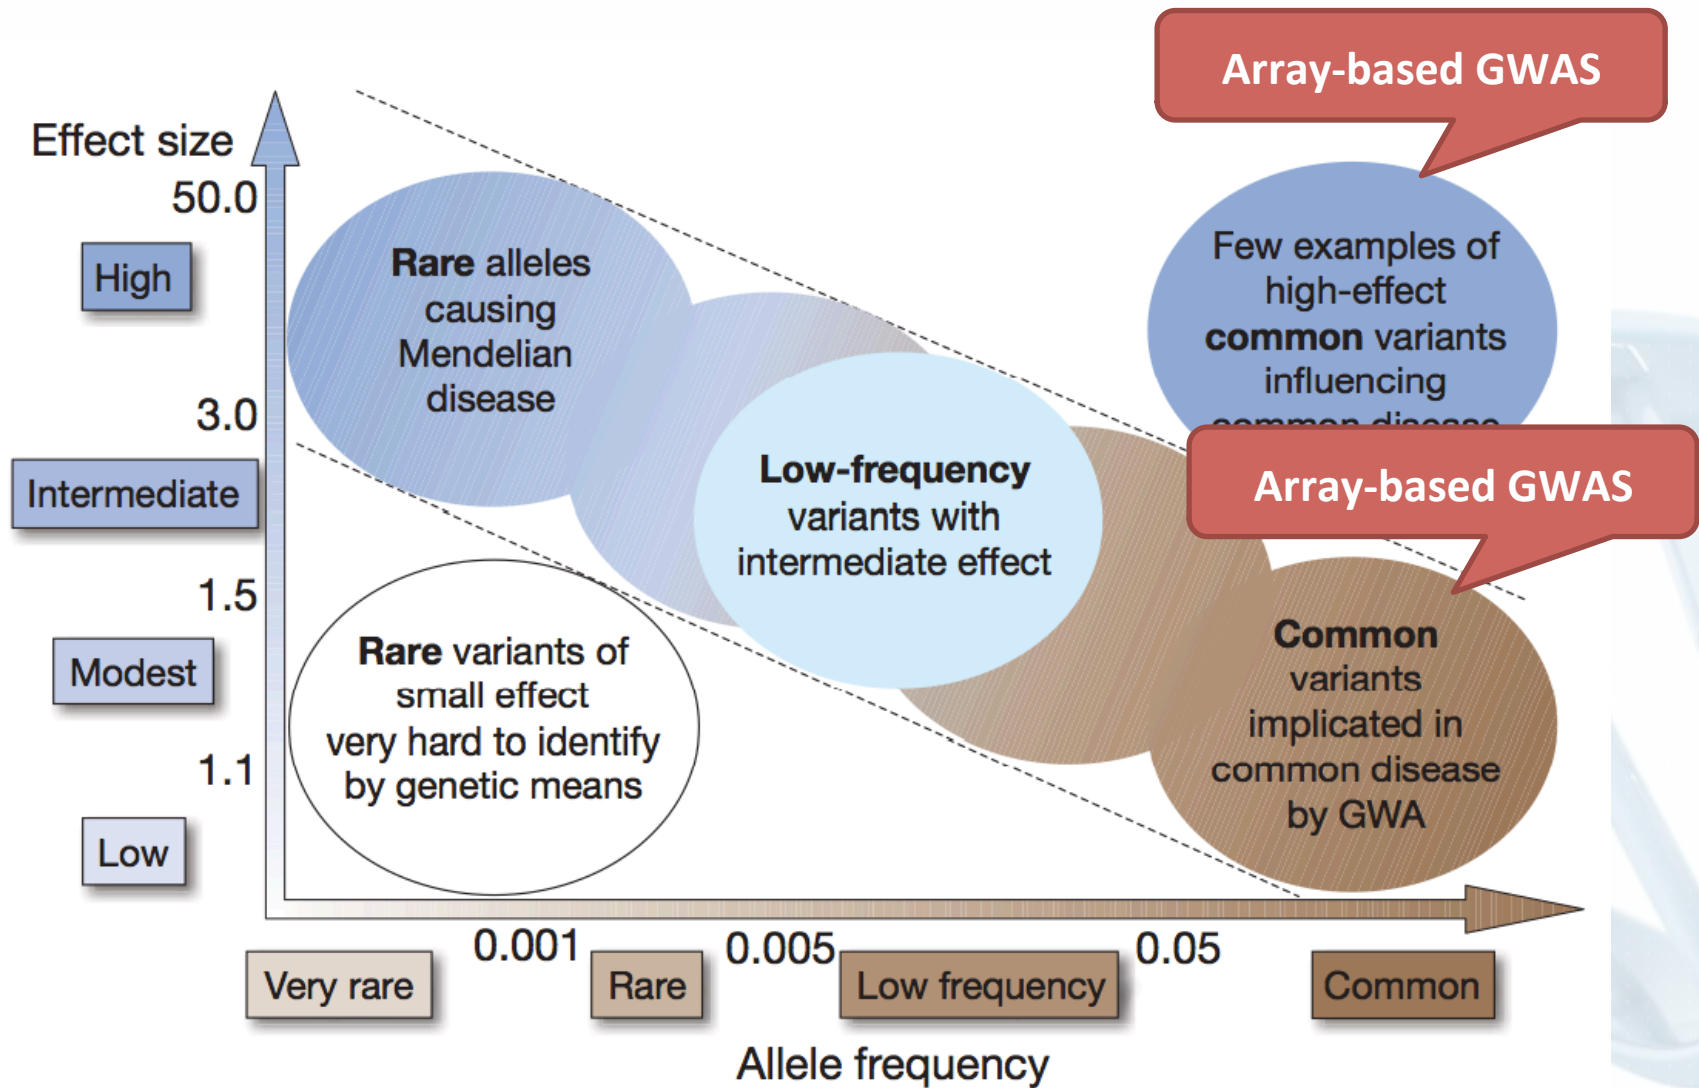 Array-based GWAS
Effect size
50.0
High
3.0
Intermediate
1.5
Modest
1.1
Low
Rare alleles
causing
Mendelian
disease
Few examples of
high-effect
common variants
influencing
common disease
Array-based GWAS
Low-frequency
variants with
intermediate effect
Rare variants of
small effect
very hard to identify
by genetic means
Common
variants
implicated in
common disease
by GWA
0.001
0.005
0.05
Very rare
Rare
Low frequency
Common
Allele frequency